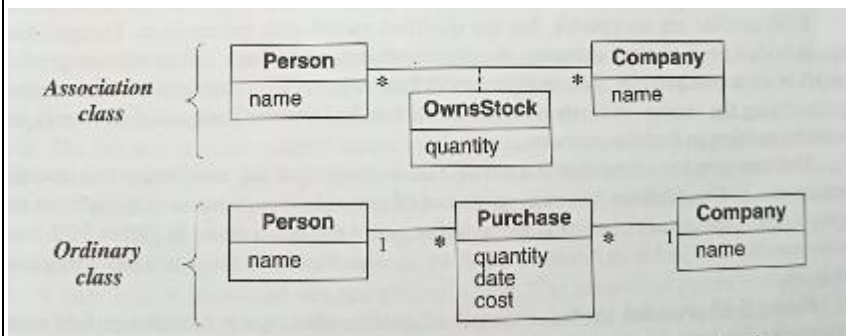 Person
Company
Association
class
name
*
*
name
OwnsStock
quantity
Person
Purchase
Company
Ordinary
class
name
1
*
quantity
date
cost
*
1
name